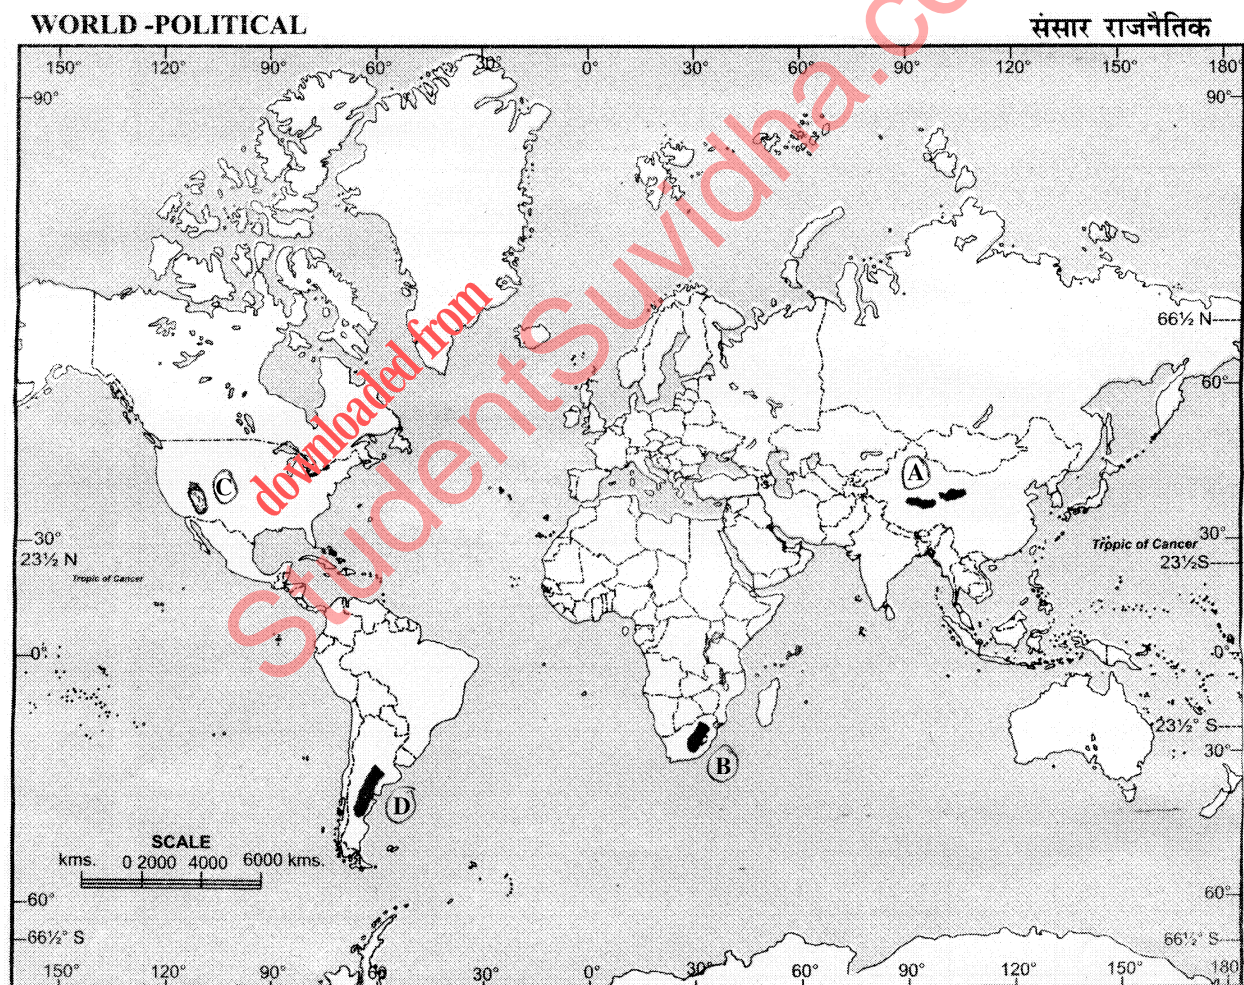 WORLD -POLITICAL
संसार राजनैतिक
150° 120° 90° 60° 30° 0° 30° 60° 90° 120° 150° 180°
90° 90°
66½ N
60°
downloaded from
StudentSuvidha.co
A
C
30° 30°
Tropic of Cancer
23½ N 23½S
Tropic of Cancer
0° 0°
23½° S
30°
B
D
SCALE
kms. 0 2000 4000 6000 kms.
60° 60°
66½° S 66½° S
150° 120° 90° 60 30° 0° 30° 60° 90° 120° 150° 180°